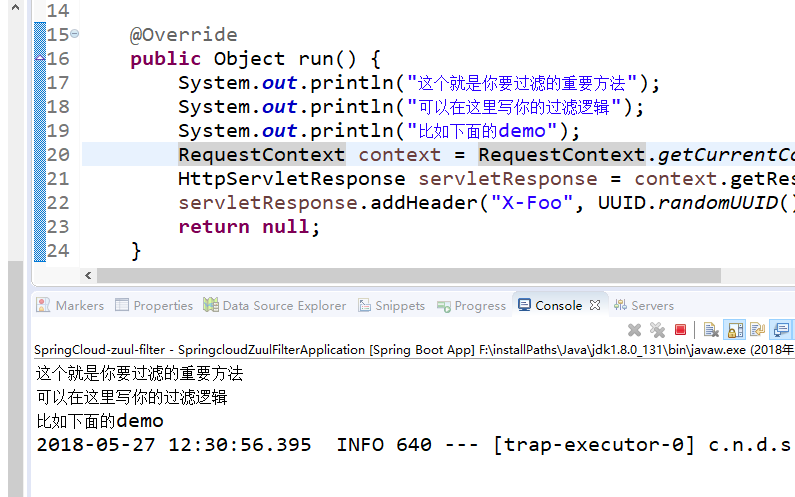 14
15 @Override
16 public Object run() {
17 System.out.println("这个就是你要过滤的重要方法");
18 System.out.println("可以在这里写你的过滤逻辑");
19 System.out.println("比如下面的demo");
20 RequestContext context = RequestContext.getCurrentCo
21 HttpServletResponse servletResponse = context.getRes
22 servletResponse.addHeader("X-Foo", UUID.randomUUID()
23 return null;
24 }
Markers Properties Data Source Explorer Snippets Progress Console Servers
SpringCloud-zuul-filter - SpringcloudZuulFilterApplication [Spring Boot App] F:\installPaths\Java\jdk1.8.0_131\bin\javaw.exe (2018年
这个就是你要过滤的重要方法
可以在这里写你的过滤逻辑
比如下面的demo
2018-05-27 12:30:56.395 INFO 640 --- [trap-executor-0] c.n.d.s